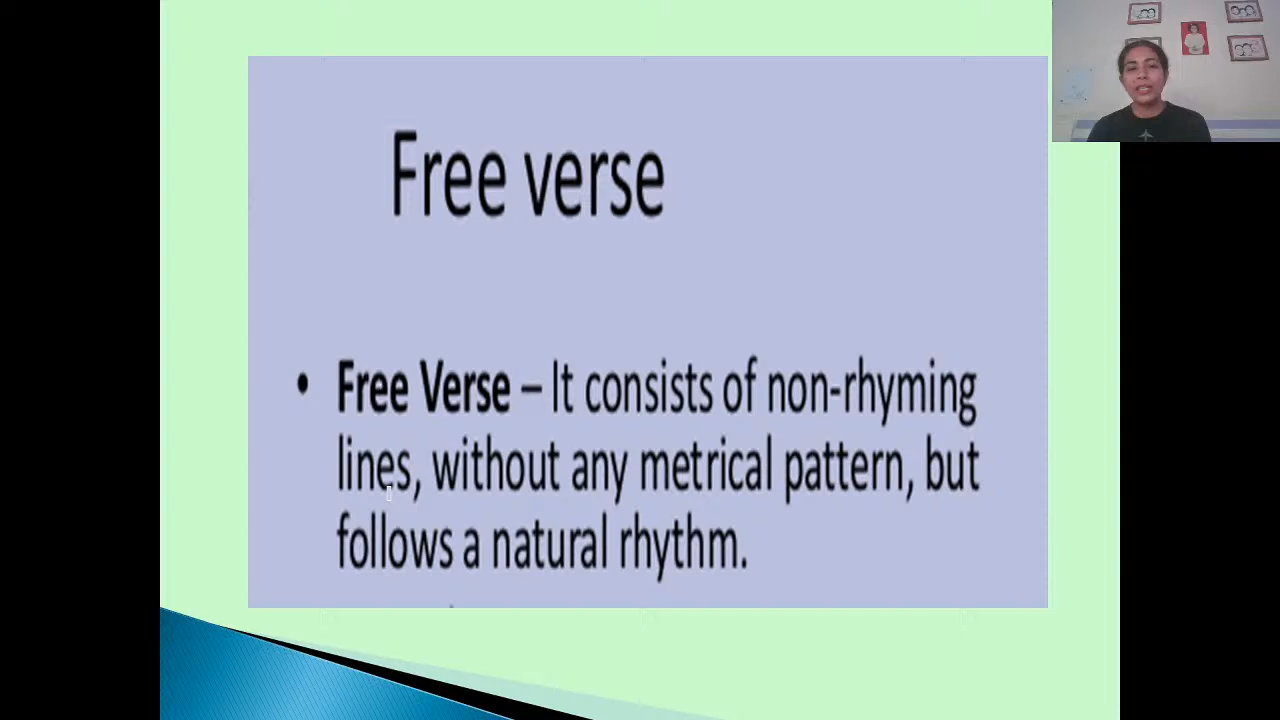 Free verse
• Free Verse – It consists of non-rhyming
lines, without any metrical pattern, but
follows a natural rhythm.